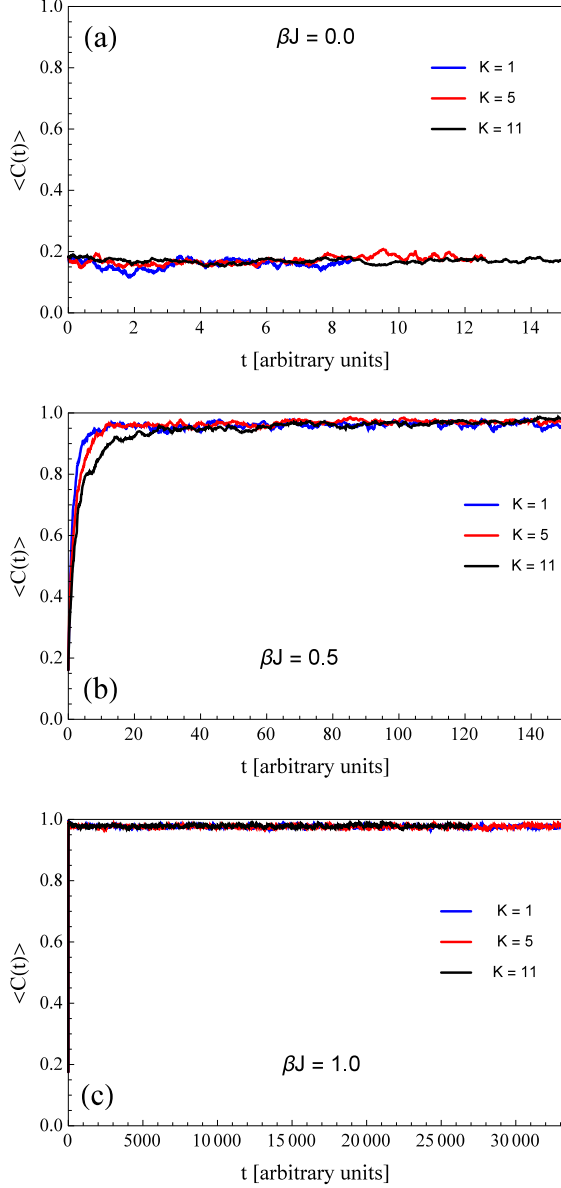 (a)
βJ = 0.0
K = 1
K = 5
K = 11
<C(t)>
1.0
0.8
0.6
0.4
0.2
0.0
0 2 4 6 8 10 12 14
t [arbitrary units]
1.0
0.8
0.6
0.4
0.2
0.0
<C(t)>
K = 1
K = 5
K = 11
βJ = 0.5
(b)
0 20 40 60 80 100 120 140
t [arbitrary units]
1.0
0.8
0.6
0.4
0.2
0.0
<C(t)>
K = 1
K = 5
K = 11
βJ = 1.0
(c)
0 5000 10 000 15 000 20 000 25 000 30 000
t [arbitrary units]